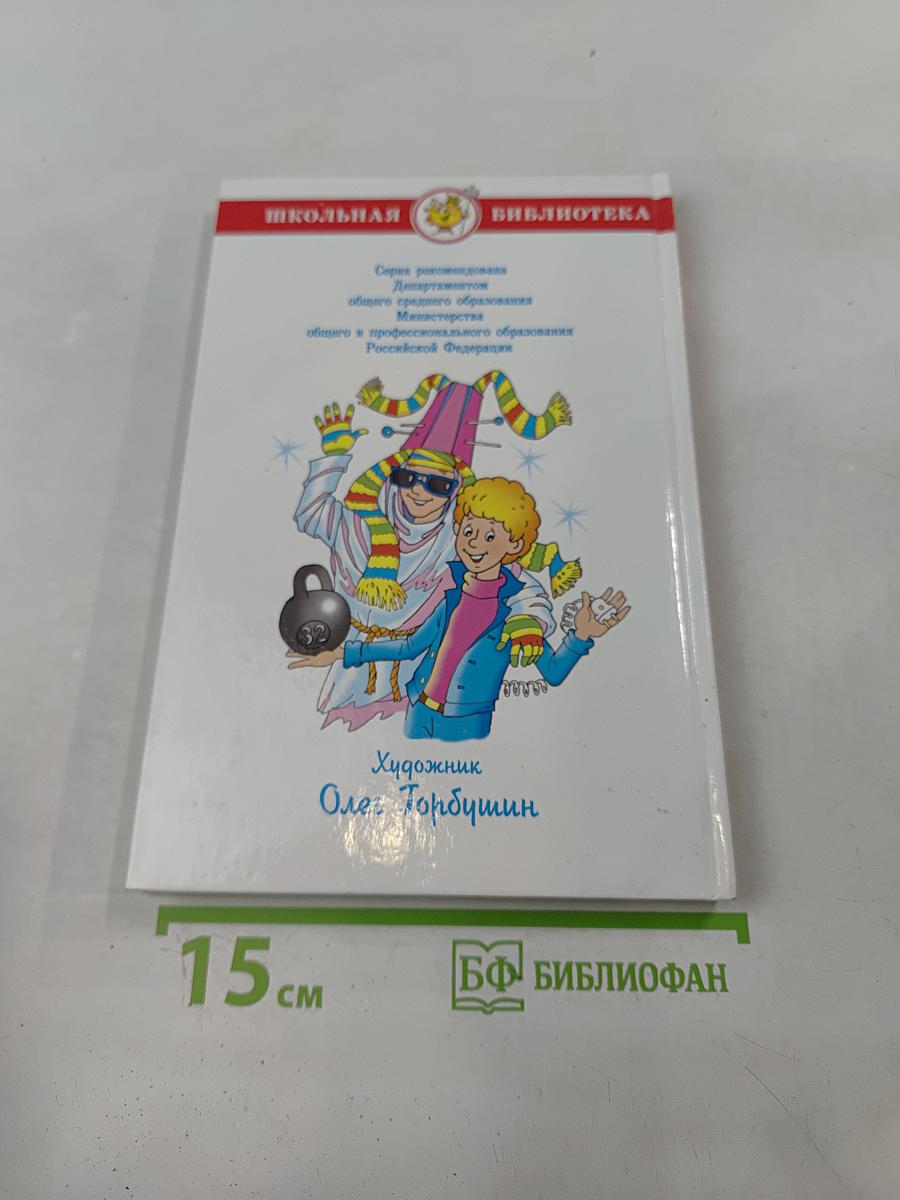 ШКОЛЬНАЯ БИБЛИОТЕКА
Серия рекомендована
Департаментом
общего среднего образования
Министерства
общего и профессионального образования
Российской Федерации
32
Художник
Олег Горбушин
15 см
БФ БИБЛИОФАН